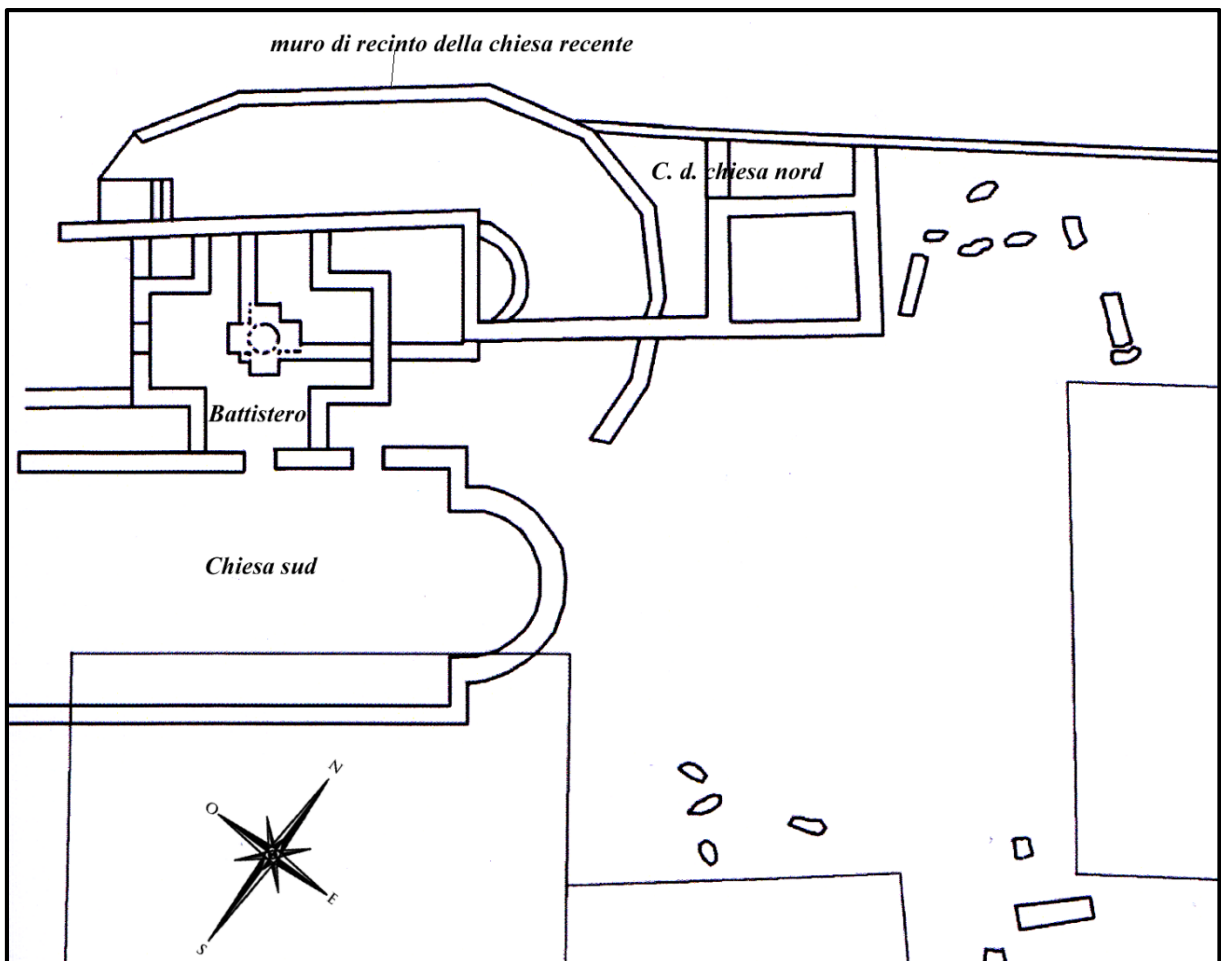 muro di recinto della chiesa recente
C. d. chiesa nord
Battistero
Chiesa sud
N
O
E
S